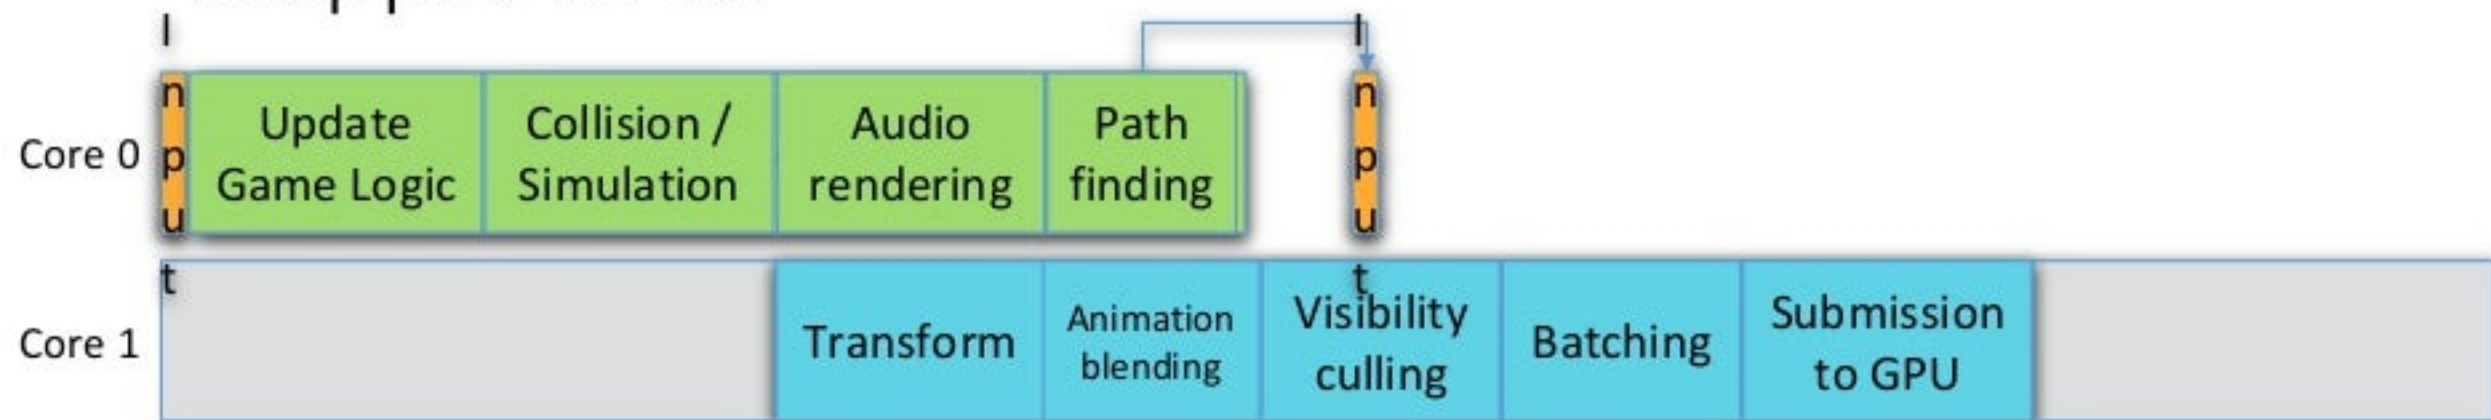 Input
Core 0
Update
Game Logic
Collision /
Simulation
Audio
rendering
Path
finding
Input
Core 1
Transform
Animation
blending
Visibility
culling
Batching
Submission
to GPU